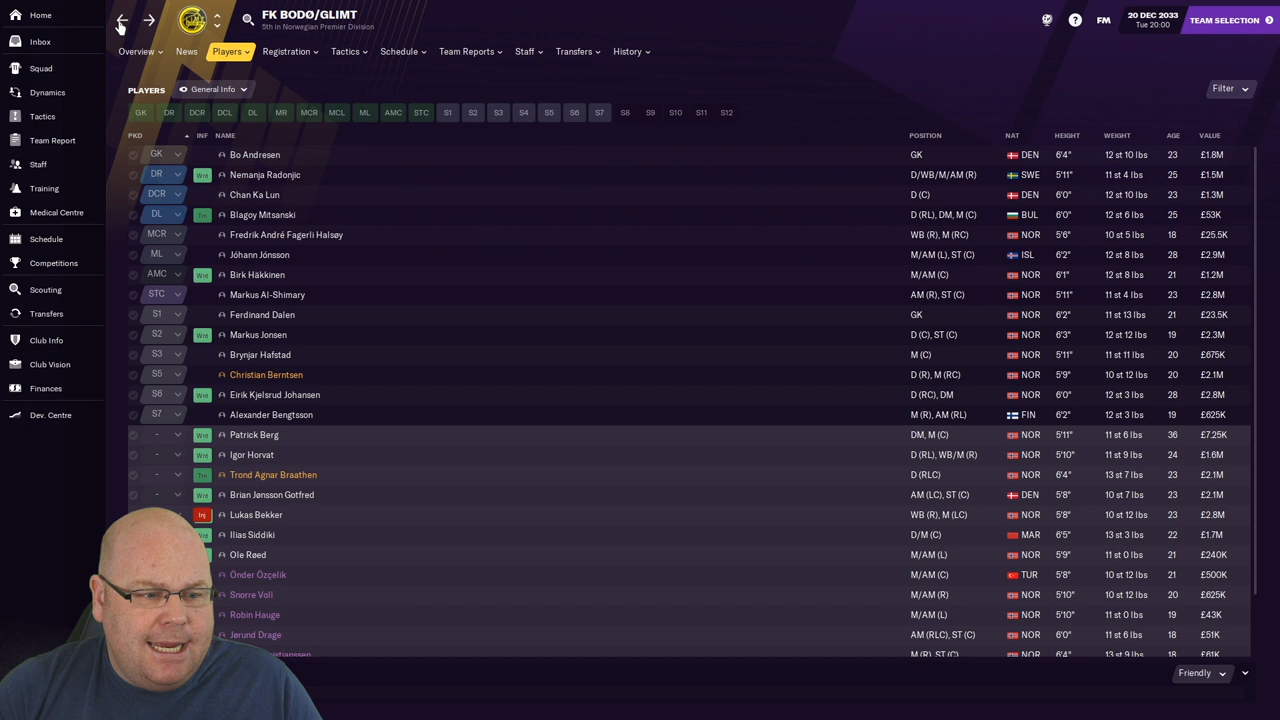 Home
Inbox
Squad
Dynamics
Tactics
Team Report
Staff
Training
Medical Centre
Schedule
Competitions
Scouting
Transfers
Club Info
Club Vision
Finances
Dev. Centre
FK BODØ/GLIMT
5th in Norwegian Premier Division
? FM 20 DEC 2033 Tue 20:00 TEAM SELECTION
Overview News Players Registration Tactics Schedule Team Reports Staff Transfers History
PLAYERS General Info Filter
GK DR DCR DCL DL MR MCR MCL ML AMC STC S1 S2 S3 S4 S5 S6 S7 S8 S9 S10 S11 S12
PKD INF NAME POSITION NAT HEIGHT WEIGHT AGE VALUE
GK Bo Andresen GK DEN 6'4" 12 st 10 lbs 23 £1.8M
DR Wnt Nemanja Radonjic D/WB/M/AM (R) SWE 5'11" 11 st 4 lbs 25 £1.5M
DCR Chan Ka Lun D (C) DEN 6'0" 12 st 10 lbs 23 £1.3M
DL Trn Blagoy Mitsanski D (RL), DM, M (C) BUL 6'0" 12 st 6 lbs 25 £53K
MCR Fredrik André Fagerli Halsøy WB (R), M (RC) NOR 5'6" 10 st 5 lbs 18 £25.5K
ML Jóhann Jónsson M/AM (L), ST (C) ISL 6'2" 12 st 8 lbs 28 £2.9M
AMC Wnt Birk Häkkinen M/AM (C) NOR 6'1" 12 st 8 lbs 21 £1.2M
STC Markus Al-Shimary AM (R), ST (C) NOR 5'11" 11 st 4 lbs 23 £2.8M
S1 Ferdinand Dalen GK NOR 6'2" 11 st 13 lbs 21 £23.5K
S2 Wnt Markus Jonsen D (C), ST (C) NOR 6'3" 12 st 12 lbs 19 £2.3M
S3 Brynjar Hafstad M (C) NOR 5'11" 11 st 11 lbs 20 £675K
S5 Christian Berntsen D (R), M (RC) NOR 5'9" 10 st 12 lbs 20 £2.1M
S6 Wnt Eirik Kjelsrud Johansen D (RC), DM NOR 6'0" 12 st 3 lbs 28 £2.8M
S7 Alexander Bengtsson M (R), AM (RL) FIN 6'2" 12 st 3 lbs 19 £625K
- Wnt Patrick Berg DM, M (C) NOR 5'11" 11 st 6 lbs 36 £7.25K
- Wnt Igor Horvat D (RL), WB/M (R) NOR 5'10" 11 st 9 lbs 24 £1.6M
- Trn Trond Agnar Braathen D (RLC) NOR 6'4" 13 st 7 lbs 23 £2.1M
- Wnt Brian Jønsson Gotfred AM (LC), ST (C) DEN 5'8" 10 st 7 lbs 23 £2.1M
Inj Lukas Bekker WB (R), M (LC) NOR 5'8" 10 st 12 lbs 23 £2.8M
Ilias Siddiki D/M (C) MAR 6'5" 13 st 3 lbs 22 £1.7M
Ole Røed M/AM (L) NOR 5'9" 11 st 0 lbs 21 £240K
Önder Özçelik M/AM (C) TUR 5'8" 10 st 12 lbs 21 £500K
Snorre Voll M/AM (R) NOR 5'10" 10 st 12 lbs 20 £625K
Robin Hauge M/AM (L) NOR 5'10" 11 st 0 lbs 19 £43K
Jørund Drage AM (RLC), ST (C) NOR 6'0" 11 st 6 lbs 18 £51K
M (R), ST (C) NOR 6'4" 13 st 9 lbs 18 £61K
Friendly